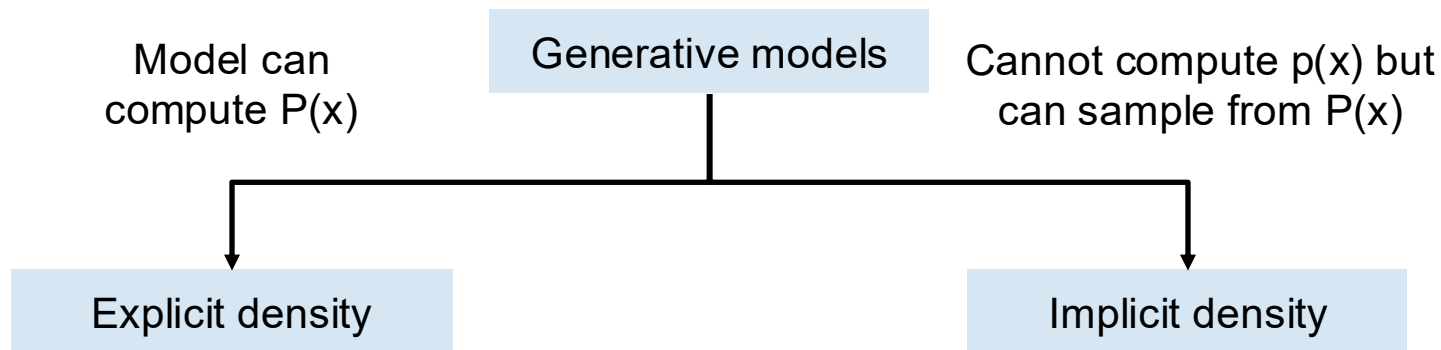 Generative models
Model can
compute P(x)
Cannot compute p(x) but
can sample from P(x)
Explicit density
Implicit density